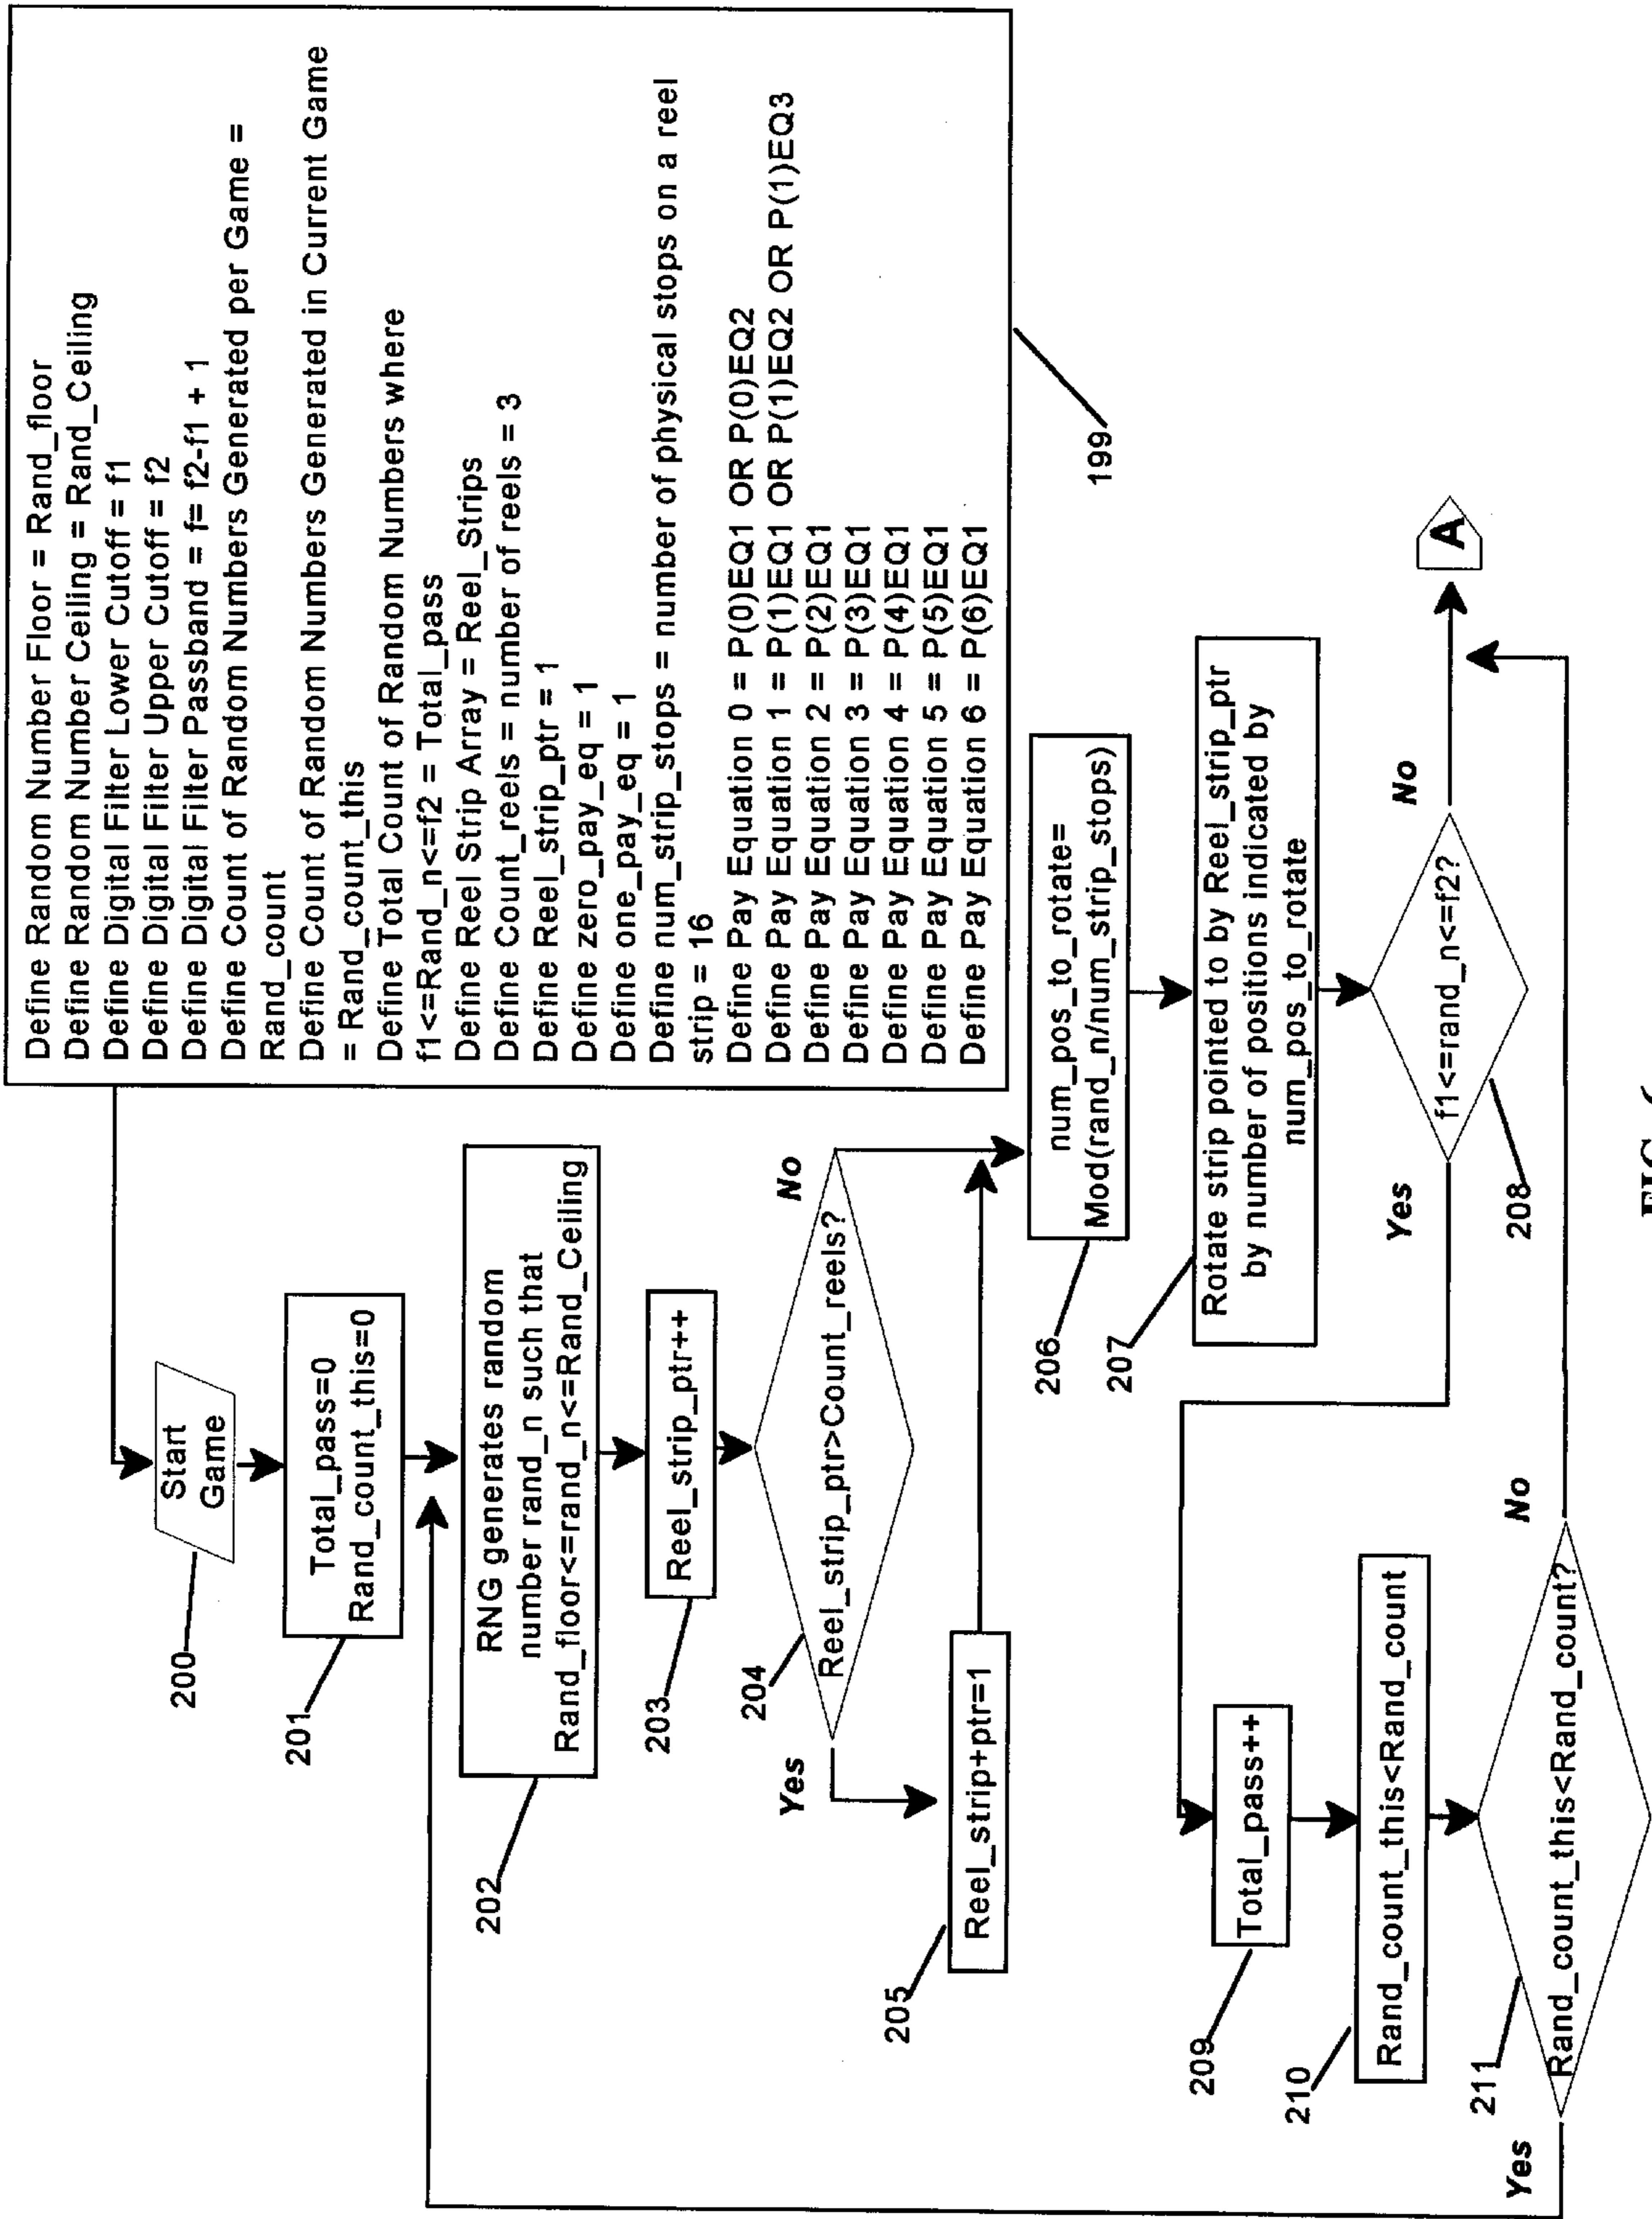 Define Random Number Floor = Rand_floor
Define Random Number Ceiling = Rand_Ceiling
Define Digital Filter Lower Cutoff = f1
Define Digital Filter Upper Cutoff = f2
Define Digital Filter Passband = f= f2-f1 + 1
Define Count of Random Numbers Generated per Game =
Rand_count
Define Count of Random Numbers Generated in Current Game
= Rand_count_this
Define Total Count of Random Numbers where
f1<=Rand_n<=f2 = Total_pass
Define Reel Strip Array = Reel_Strips
Define Count_reels = number of reels = 3
Define Reel_strip_ptr = 1
Define zero_pay_eq = 1
Define one_pay_eq = 1
Define num_strip_stops = number of physical stops on a reel
strip = 16
Define Pay Equation 0 = P(0)EQ1 OR P(0)EQ2
Define Pay Equation 1 = P(1)EQ1 OR P(1)EQ2 OR P(1)EQ3
Define Pay Equation 2 = P(2)EQ1
Define Pay Equation 3 = P(3)EQ1
Define Pay Equation 4 = P(4)EQ1
Define Pay Equation 5 = P(5)EQ1
Define Pay Equation 6 = P(6)EQ1
199
Start
Game
200
Total_pass=0
Rand_count_this=0
201
RNG generates random
number rand_n such that
Rand_floor<=rand_n<=Rand_Ceiling
202
Reel_strip_ptr++
203
Reel_strip_ptr>Count_reels?
204
Yes
No
Reel_strip+ptr=1
205
num_pos_to_rotate=
Mod(rand_n/num_strip_stops)
206
Rotate strip pointed to by Reel_strip_ptr
by number of positions indicated by
num_pos_to_rotate
207
f1<=rand_n<=f2?
208
Yes
No
A
Total_pass++
209
Rand_count_this<Rand_count
210
Rand_count_this<Rand_count?
211
Yes
No
FIG. 6